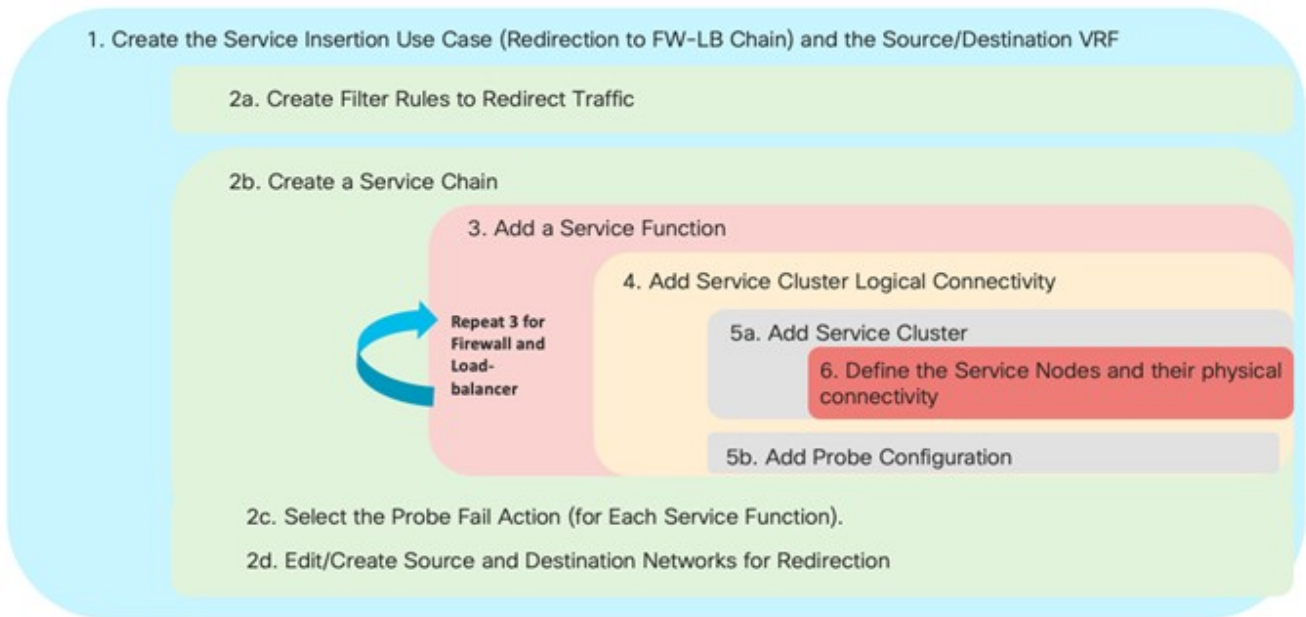 1. Create the Service Insertion Use Case (Redirection to FW-LB Chain) and the Source/Destination VRF
2a. Create Filter Rules to Redirect Traffic
2b. Create a Service Chain
3. Add a Service Function
4. Add Service Cluster Logical Connectivity
Repeat 3 for
Firewall and
Load-
balancer
5a. Add Service Cluster
6. Define the Service Nodes and their physical
connectivity
5b. Add Probe Configuration
2c. Select the Probe Fail Action (for Each Service Function).
2d. Edit/Create Source and Destination Networks for Redirection